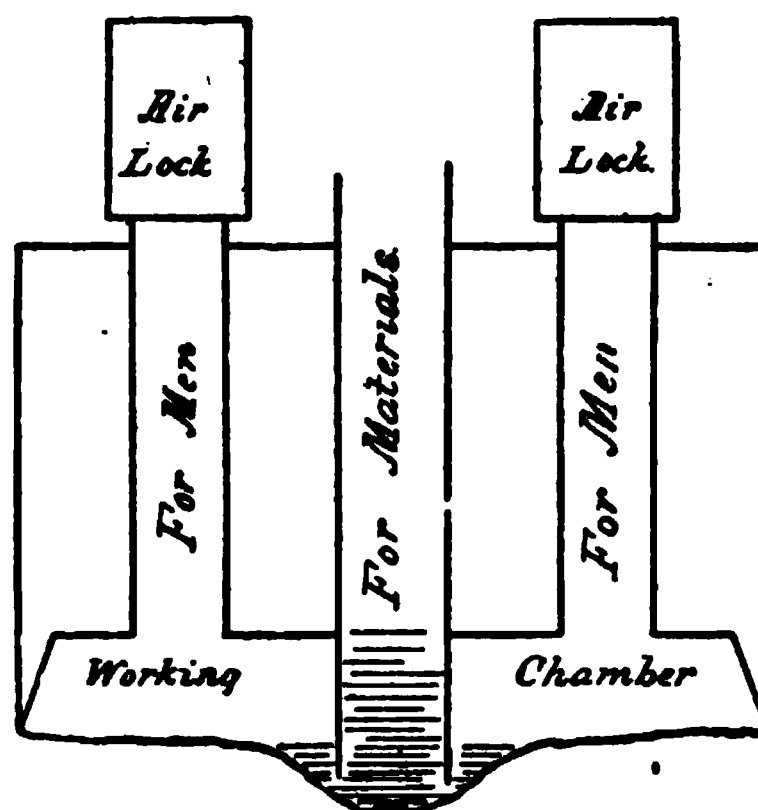 Air
Lock
Air
Lock.
For Men
For Materials.
For Men
Working Chamber